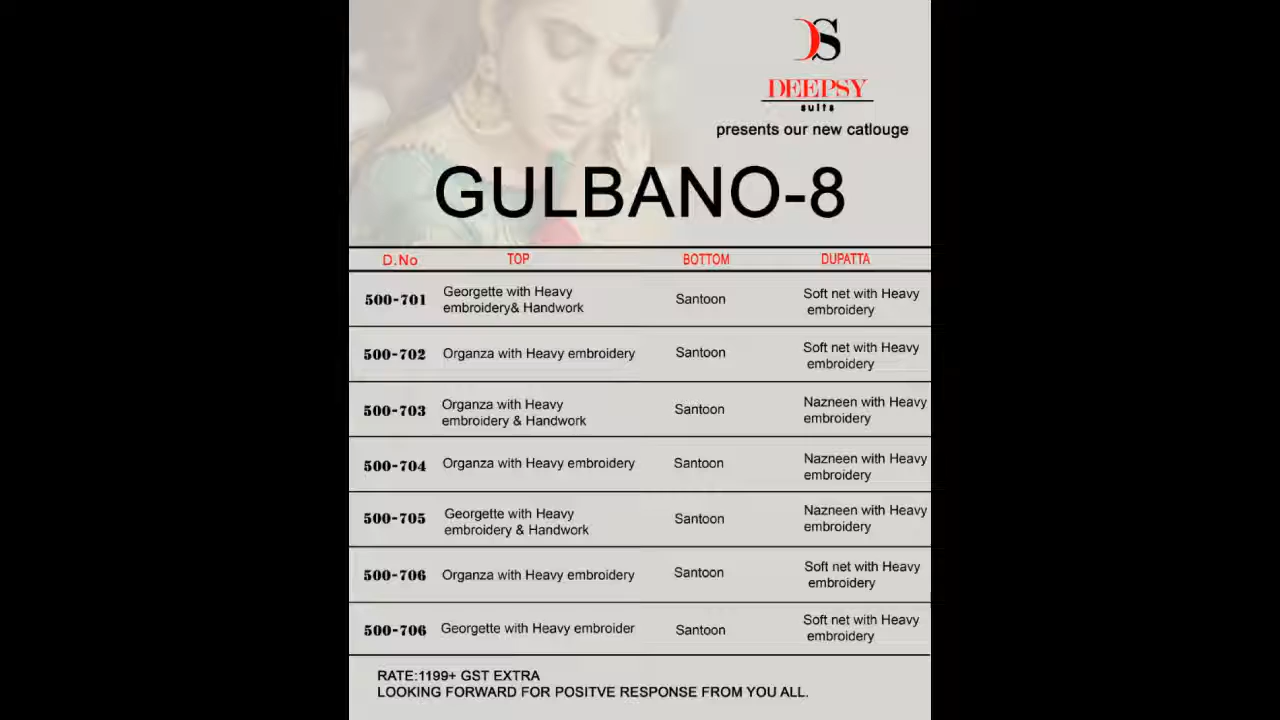 DS
DEEPSY
suits
presents our new catlouge
GULBANO-8
D.No TOP BOTTOM DUPATTA
500-701 Georgette with Heavy embroidery& Handwork Santoon Soft net with Heavy embroidery
500-702 Organza with Heavy embroidery Santoon Soft net with Heavy embroidery
500-703 Organza with Heavy embroidery & Handwork Santoon Nazneen with Heavy embroidery
500-704 Organza with Heavy embroidery Santoon Nazneen with Heavy embroidery
500-705 Georgette with Heavy embroidery & Handwork Santoon Nazneen with Heavy embroidery
500-706 Organza with Heavy embroidery Santoon Soft net with Heavy embroidery
500-706 Georgette with Heavy embroider Santoon Soft net with Heavy embroidery
RATE:1199+ GST EXTRA
LOOKING FORWARD FOR POSITVE RESPONSE FROM YOU ALL.